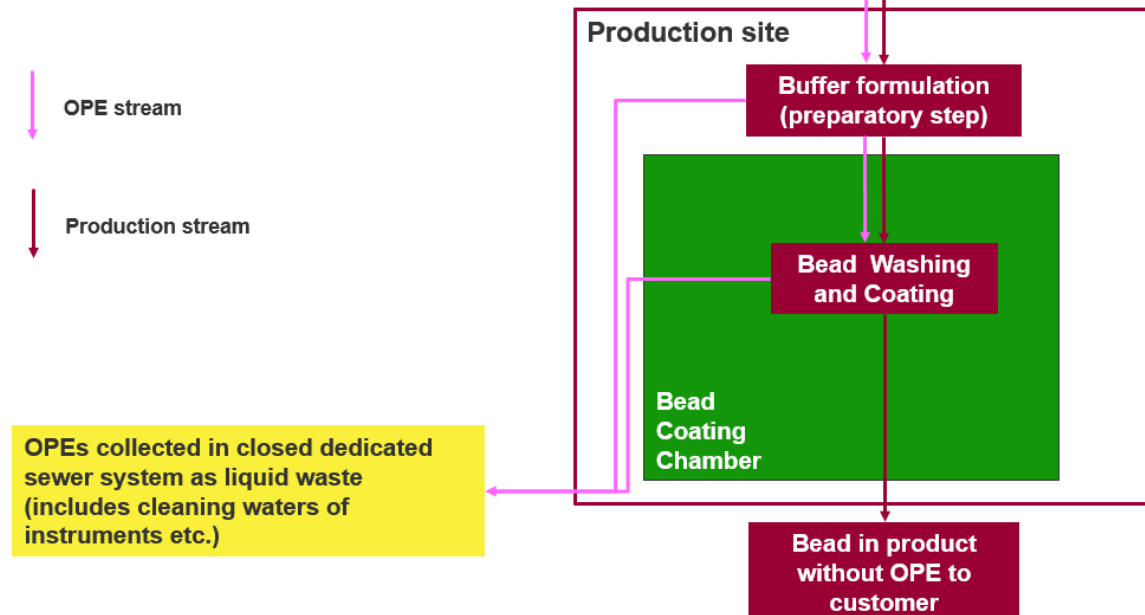 Production site
OPE stream
Buffer formulation
(preparatory step)
Production stream
Bead Washing
and Coating
Bead
Coating
Chamber
OPEs collected in closed dedicated
sewer system as liquid waste
(includes cleaning waters of
instruments etc.)
Bead in product
without OPE to
customer